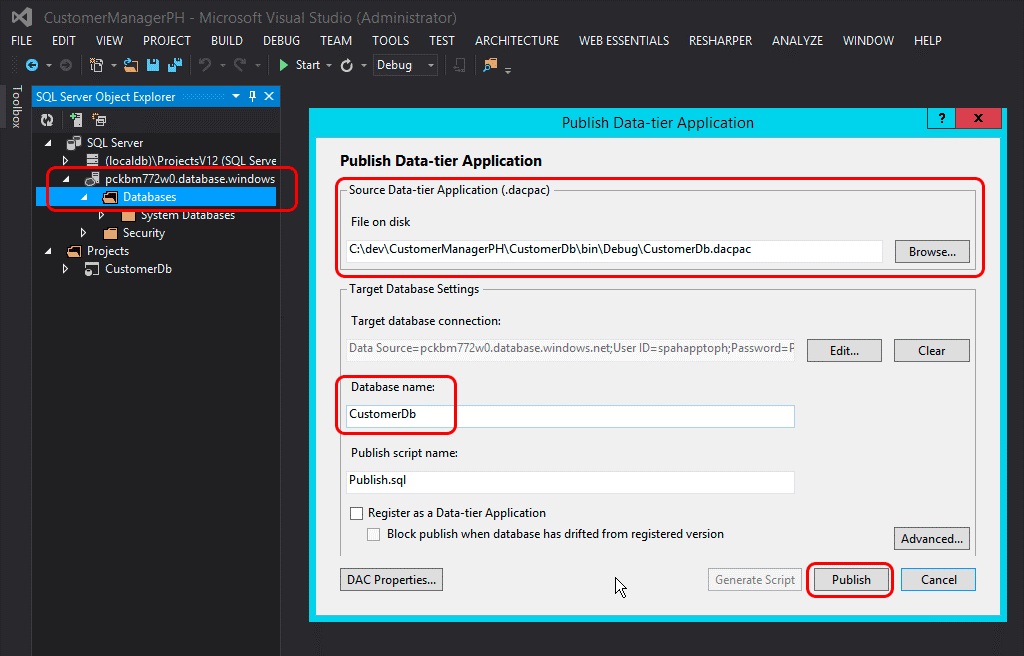 CustomerManagerPH - Microsoft Visual Studio (Administrator)
FILE EDIT VIEW PROJECT BUILD DEBUG TEAM TOOLS TEST ARCHITECTURE WEB ESSENTIALS RESHARPER ANALYZE WINDOW HELP
Start Debug
Toolbox
SQL Server Object Explorer
SQL Server
(localdb)\ProjectsV12 (SQL Serve
pckbm772w0.database.windows
Databases
System Databases
Security
Projects
CustomerDb
Publish Data-tier Application
? X
Publish Data-tier Application
Source Data-tier Application (.dacpac)
File on disk
C:\dev\CustomerManagerPH\CustomerDb\bin\Debug\CustomerDb.dacpac
Browse...
Target Database Settings
Target database connection:
Data Source=pckbm772w0.database.windows.net;User ID=spahapptoph;Password=P
Edit... Clear
Database name:
CustomerDb
Publish script name:
Publish.sql
Register as a Data-tier Application
Block publish when database has drifted from registered version
Advanced...
DAC Properties... Generate Script Publish Cancel